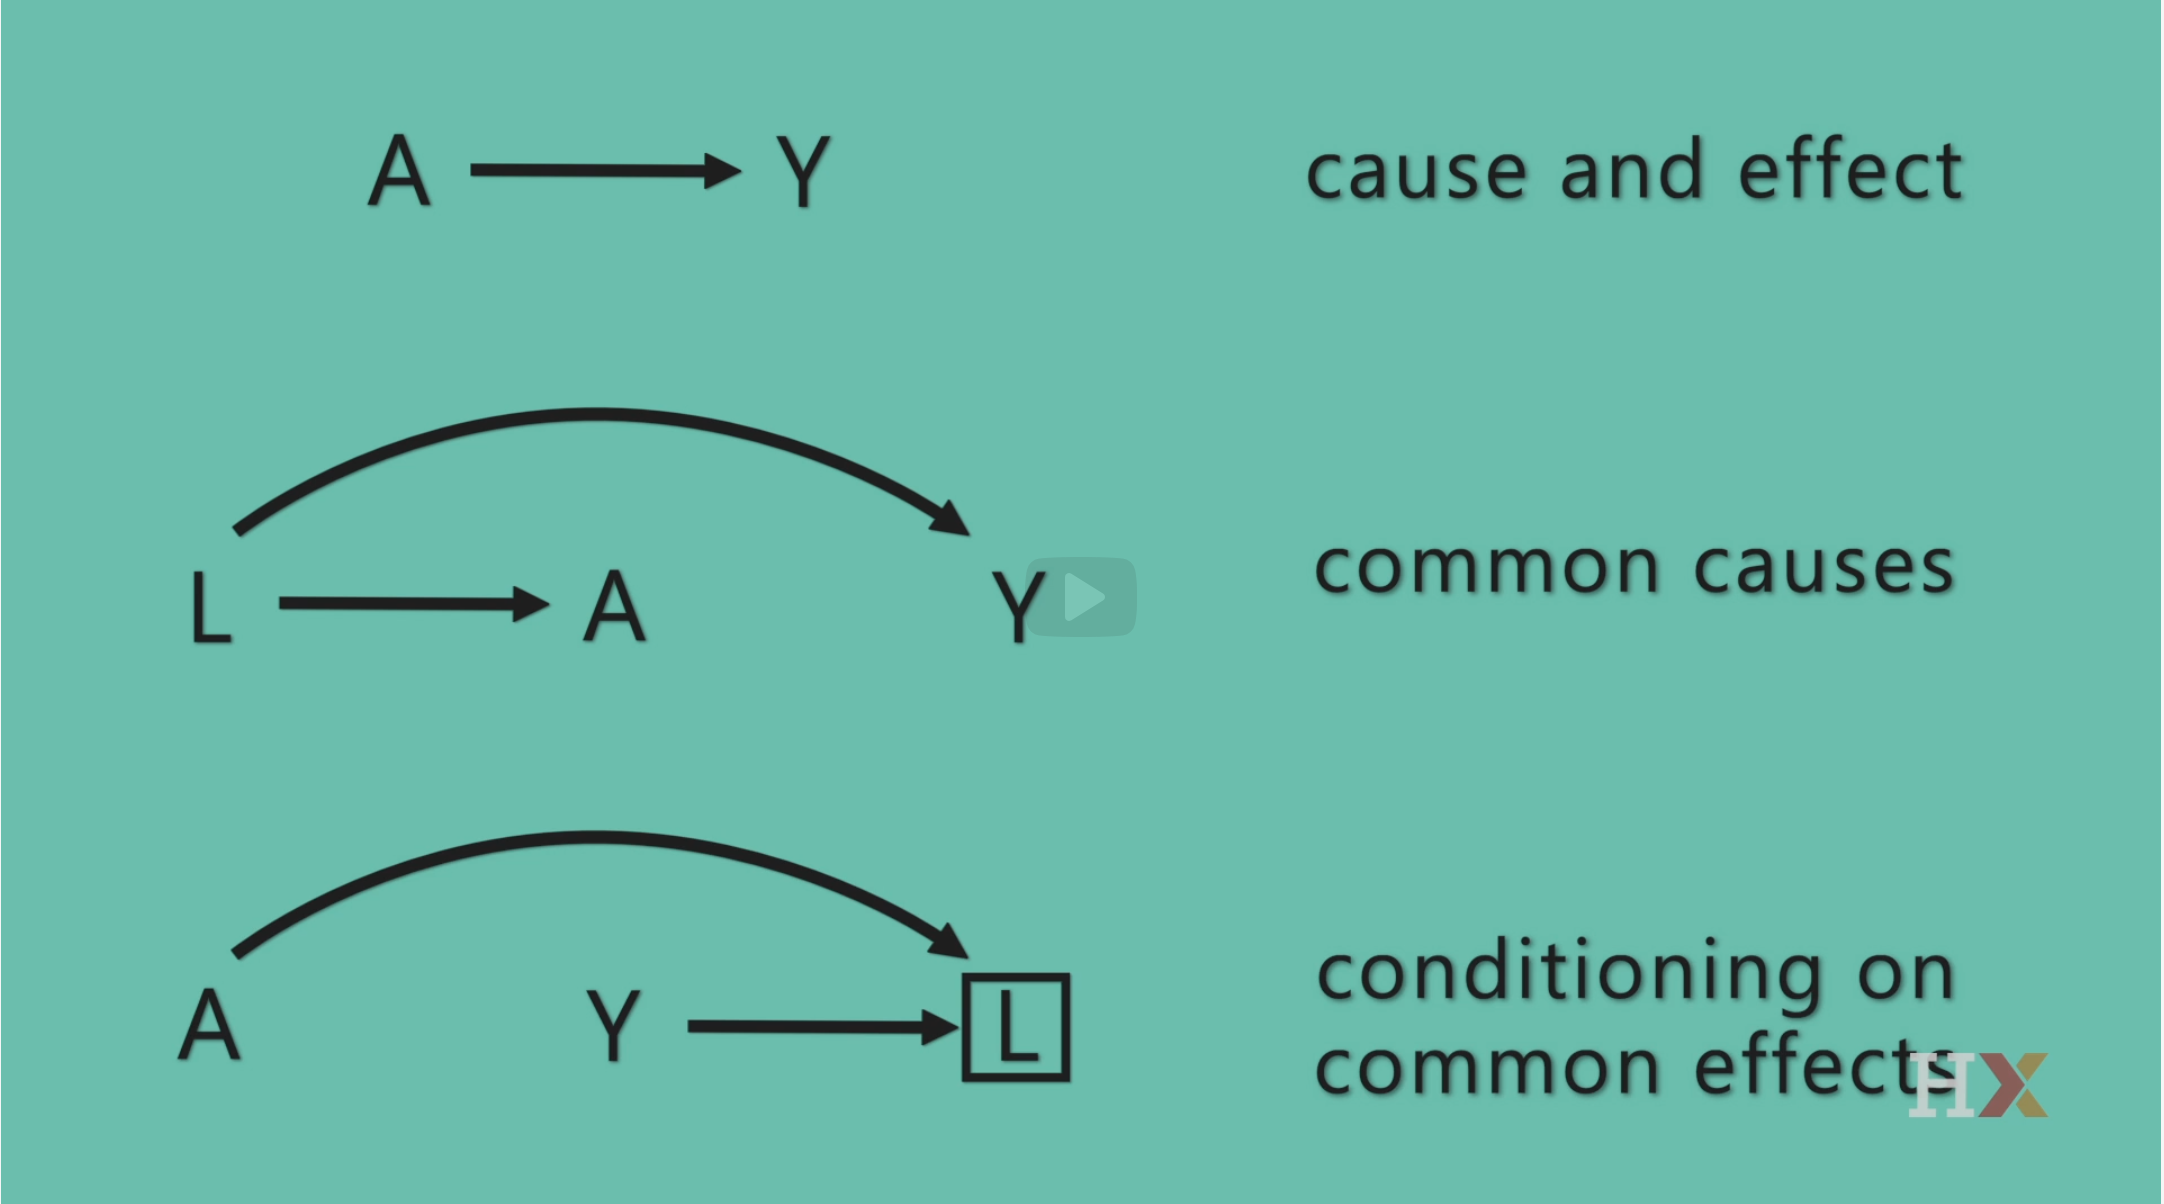 A Y cause and effect
L A Y common causes
A Y L conditioning on
common effects
HX